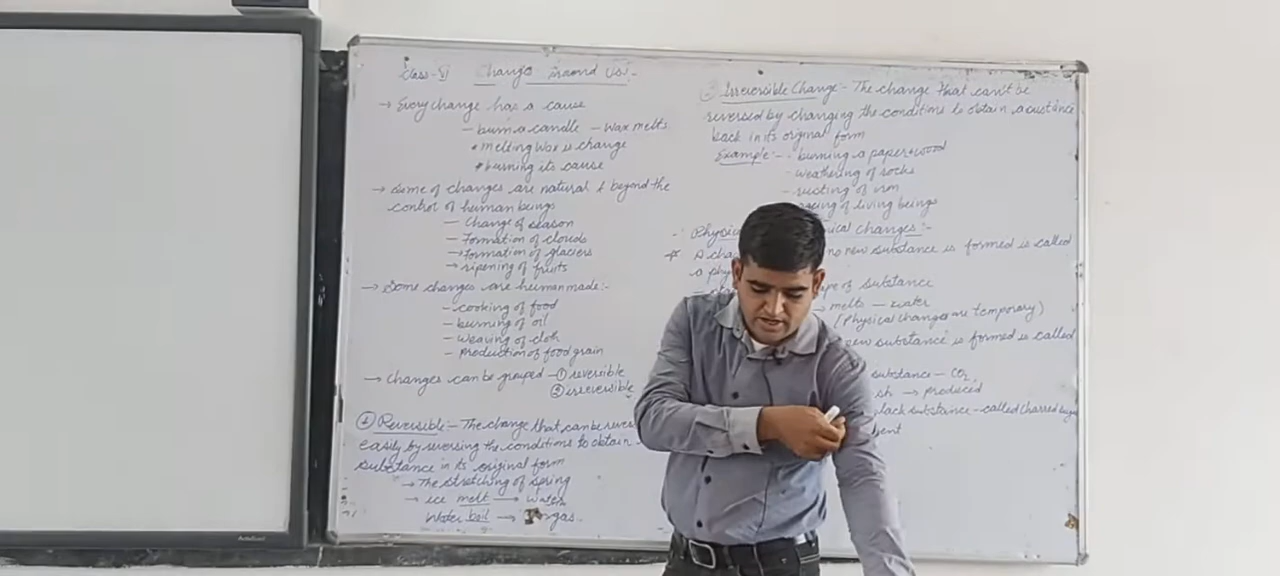 Class-VI Changes around Us:-
→ Every change has a cause
– burn a candle – wax melts.
* melting wax is change
* burning its cause
→ Some of changes are natural & beyond the
control of human beings
– Change of season
– formation of clouds
→ formation of glaciers
→ ripening of fruits
→ Some changes are human made:-
– cooking of food
– burning of oil
– weaving of cloth
– production of food grain
→ Changes can be grouped – ① reversible
② irreversible
① Reversible:- The change that can be
easily by reversing the conditions to obtain
substance in its original form
→ The stretching of spring
→ ice melt → water
Water boil → gas.
② Irreversible Change:- The change that can't be
reversed by changing the conditions to obtain a
back in its original form
Example:- - burning a paper & wood
- weathering of rocks
- rusting of iron
ageing of living beings
changes:-
* A no new substance is formed is called
a
of substance
→ melts – water
(Physical changes are temporary)
new substance is formed is called
substance – CO2
→ produced
substance – called Charred
ActivBoard